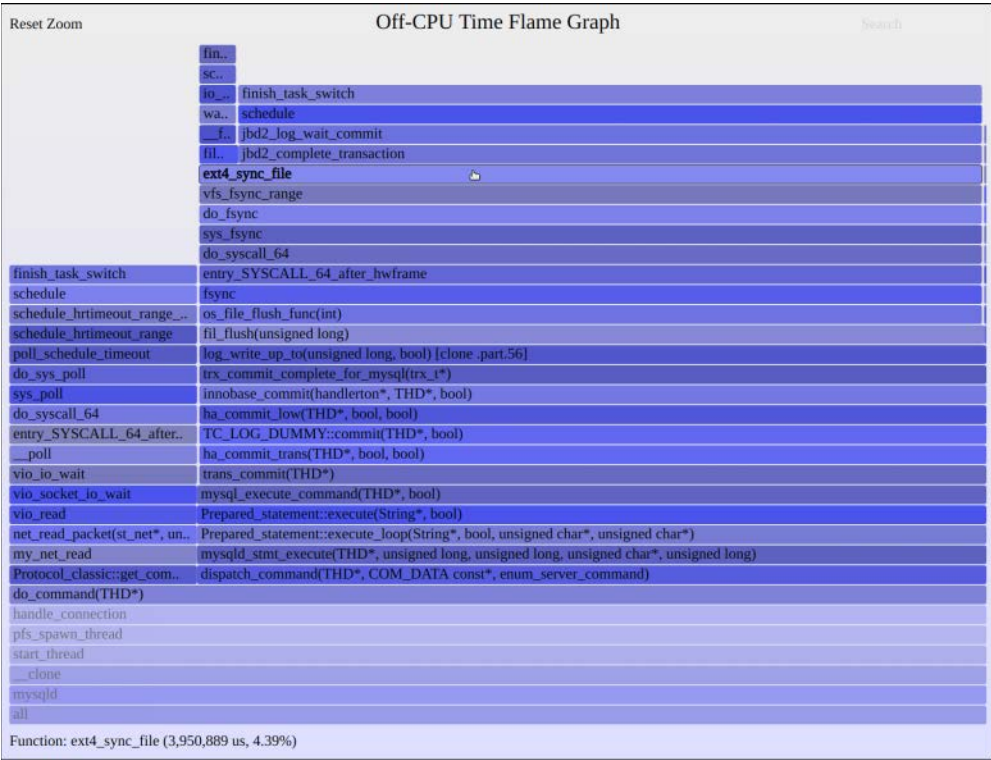 Reset Zoom Off-CPU Time Flame Graph Search
fin..
sc..
io_.. finish_task_switch
wa.. schedule
__f.. jbd2_log_wait_commit
fil.. jbd2_complete_transaction
ext4_sync_file
vfs_fsync_range
do_fsync
sys_fsync
do_syscall_64
finish_task_switch entry_SYSCALL_64_after_hwframe
schedule fsync
schedule_hrtimeout_range_.. os_file_flush_func(int)
schedule_hrtimeout_range fil_flush(unsigned long)
poll_schedule_timeout log_write_up_to(unsigned long, bool) [clone .part.56]
do_sys_poll trx_commit_complete_for_mysql(trx_t*)
sys_poll innobase_commit(handlerton*, THD*, bool)
do_syscall_64 ha_commit_low(THD*, bool, bool)
entry_SYSCALL_64_after.. TC_LOG_DUMMY::commit(THD*, bool)
__poll ha_commit_trans(THD*, bool, bool)
vio_io_wait trans_commit(THD*)
vio_socket_io_wait mysql_execute_command(THD*, bool)
vio_read Prepared_statement::execute(String*, bool)
net_read_packet(st_net*, un.. Prepared_statement::execute_loop(String*, bool, unsigned char*, unsigned char*)
my_net_read mysqld_stmt_execute(THD*, unsigned long, unsigned long, unsigned char*, unsigned long)
Protocol_classic::get_com.. dispatch_command(THD*, COM_DATA const*, enum_server_command)
do_command(THD*)
handle_connection
pfs_spawn_thread
start_thread
__clone
mysqld
all
Function: ext4_sync_file (3,950,889 us, 4.39%)